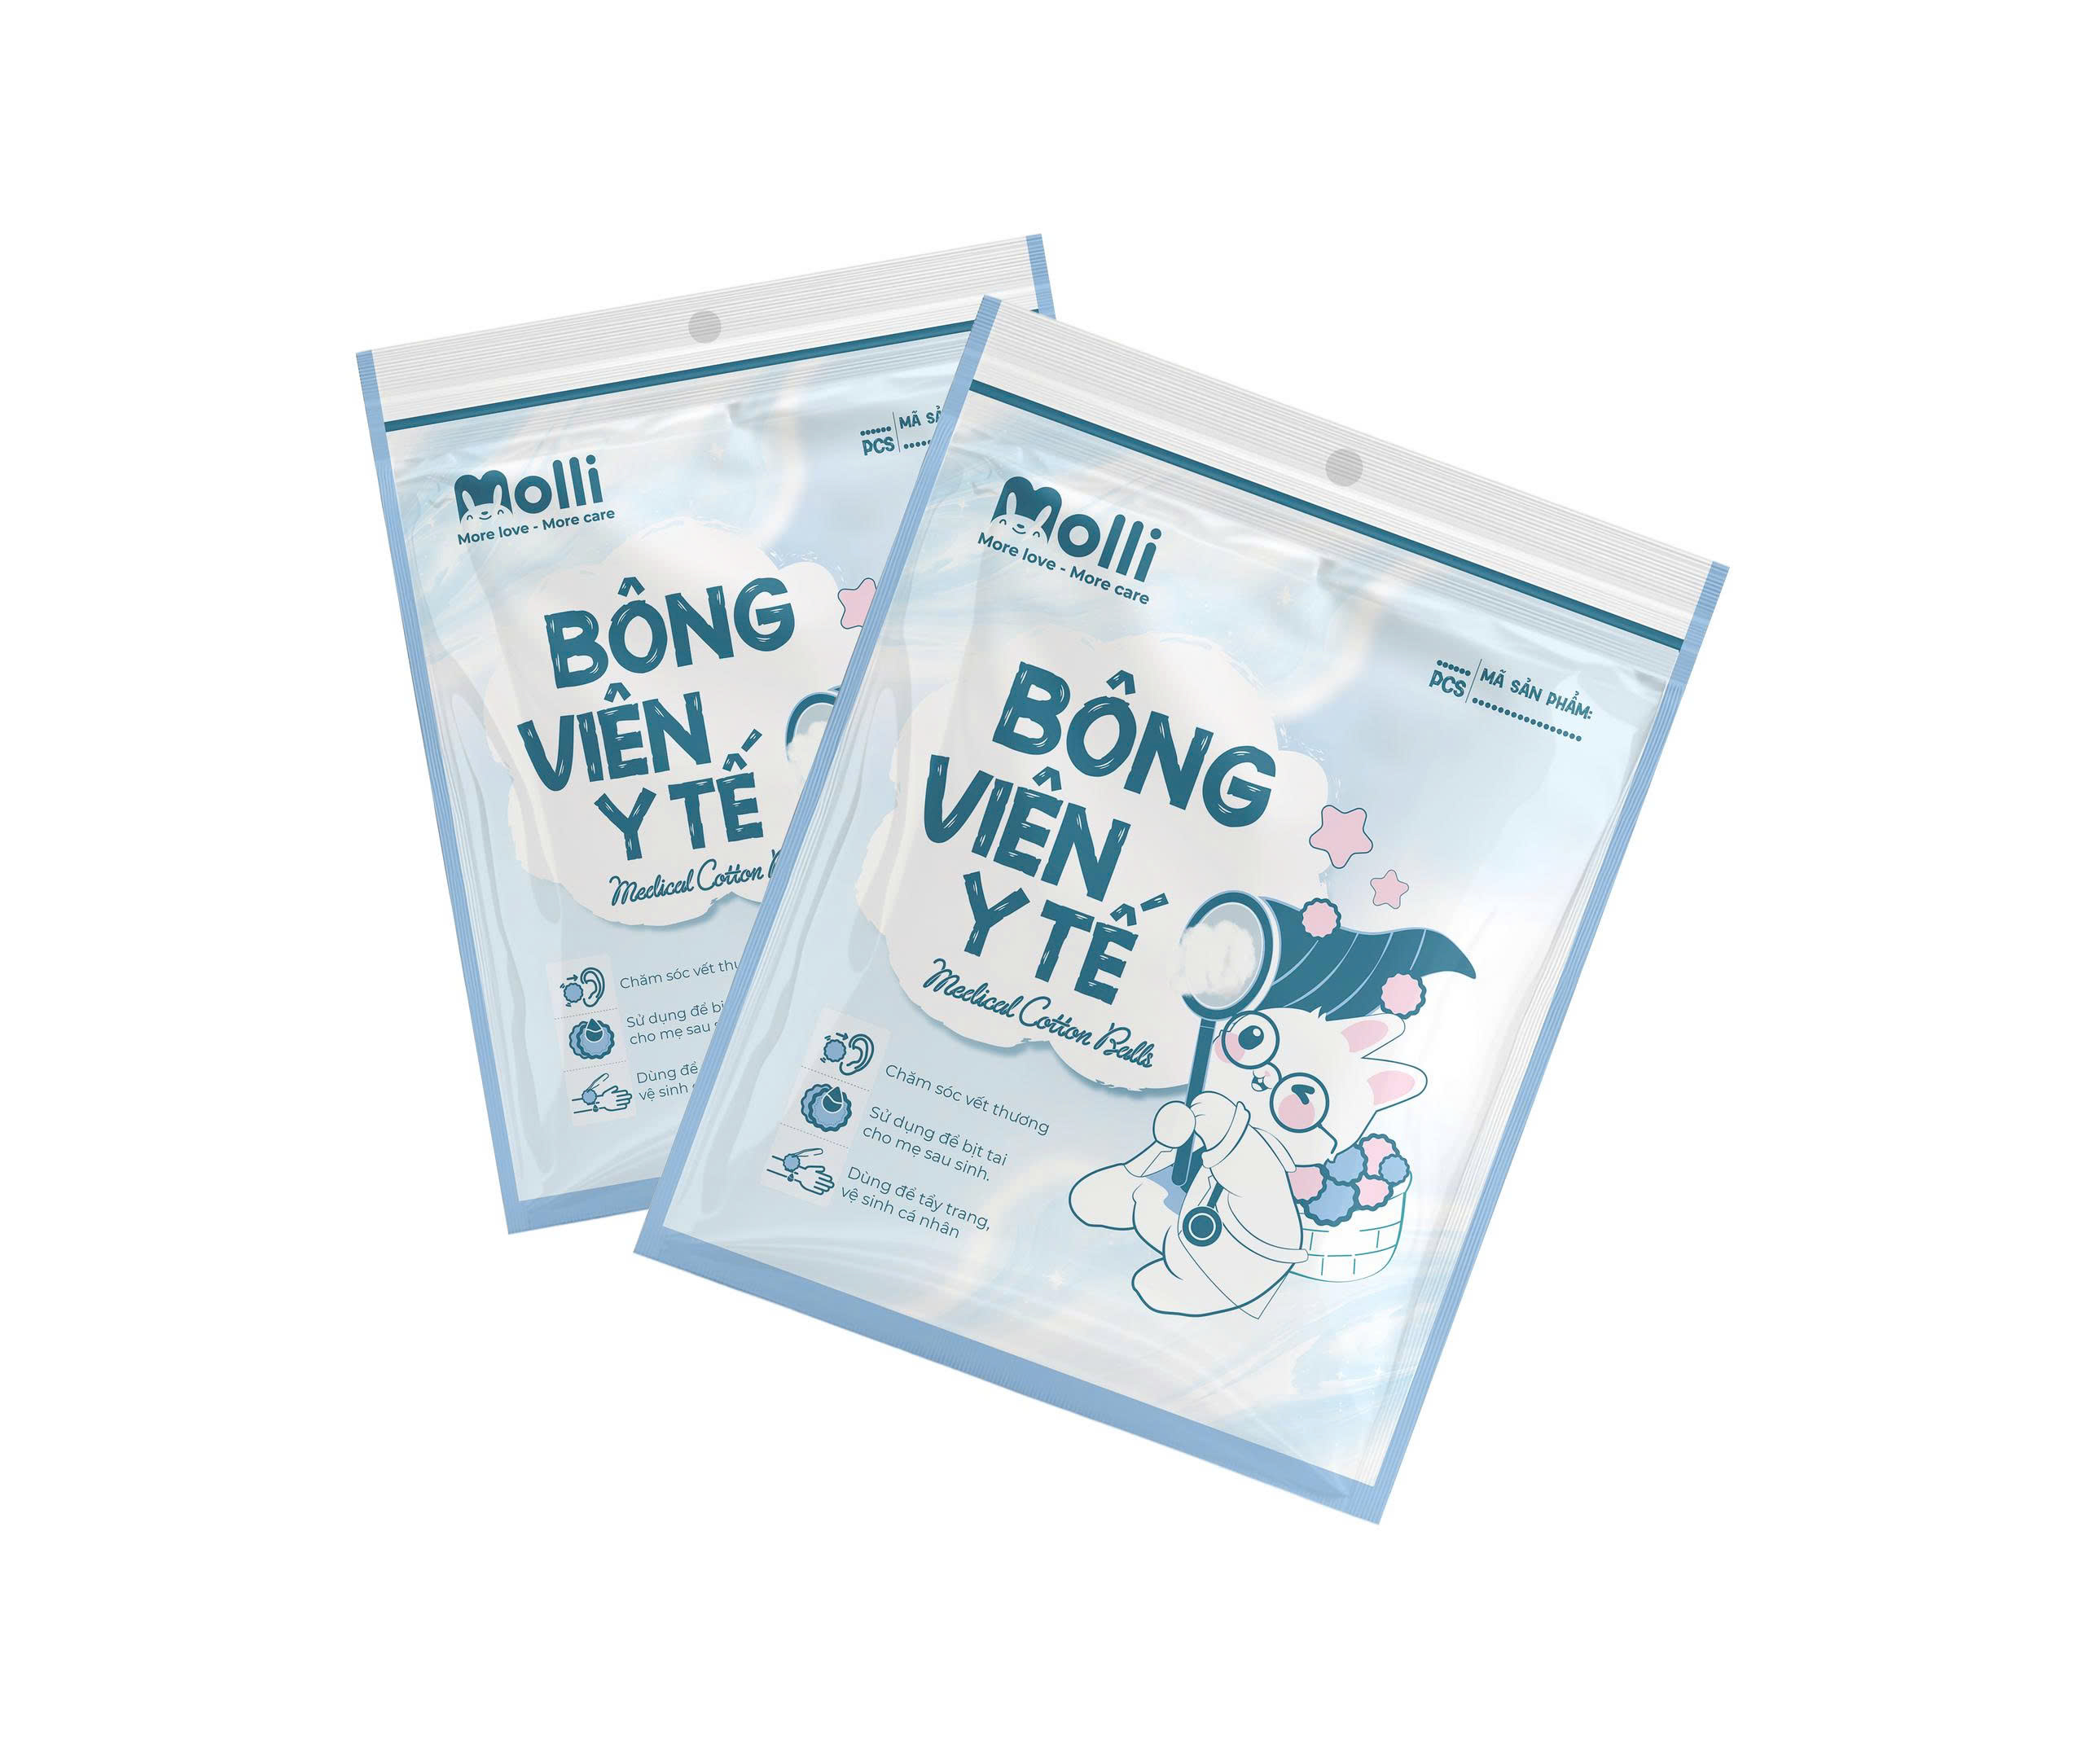 Molli
More love - More care
PCS
MÃ SẢ
BÔNG
VIÊN
Y TẾ
Medical Cotton
Chăm sóc vết
Sử dụng để
cho mẹ sau
Dùng để
vệ sinh
Molli
More love - More care
PCS
MÃ SẢN PHẨM:
BÔNG
VIÊN
Y TẾ
Medical Cotton Balls
Chăm sóc vết thương
Sử dụng để bịt tai
cho mẹ sau sinh.
Dùng để tẩy trang,
vệ sinh cá nhân